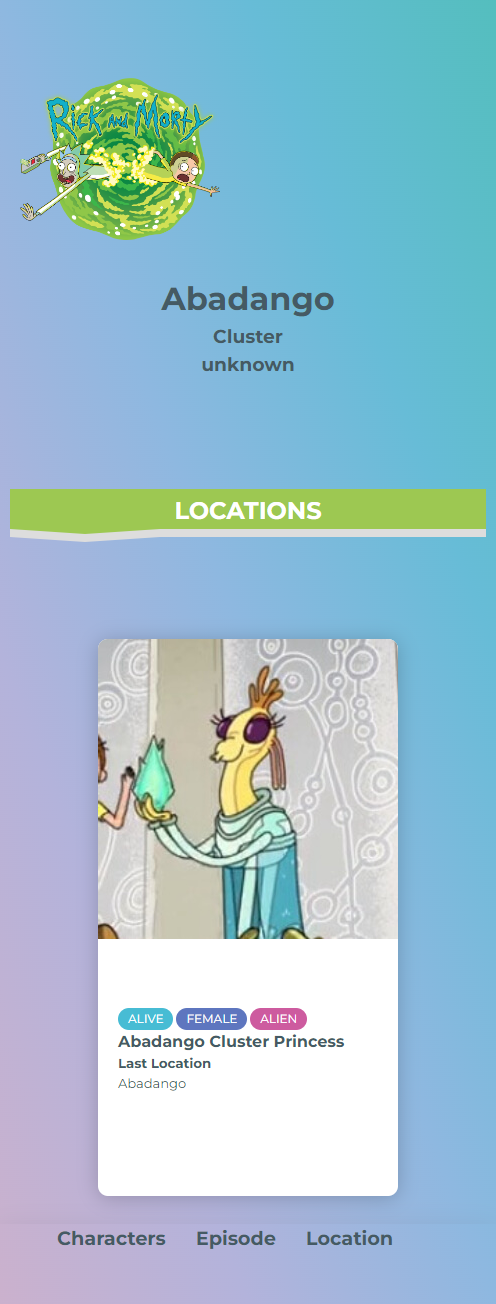 Rick and Morty
Abadango
Cluster
unknown
LOCATIONS
ALIVE FEMALE ALIEN
Abadango Cluster Princess
Last Location
Abadango
Characters Episode Location